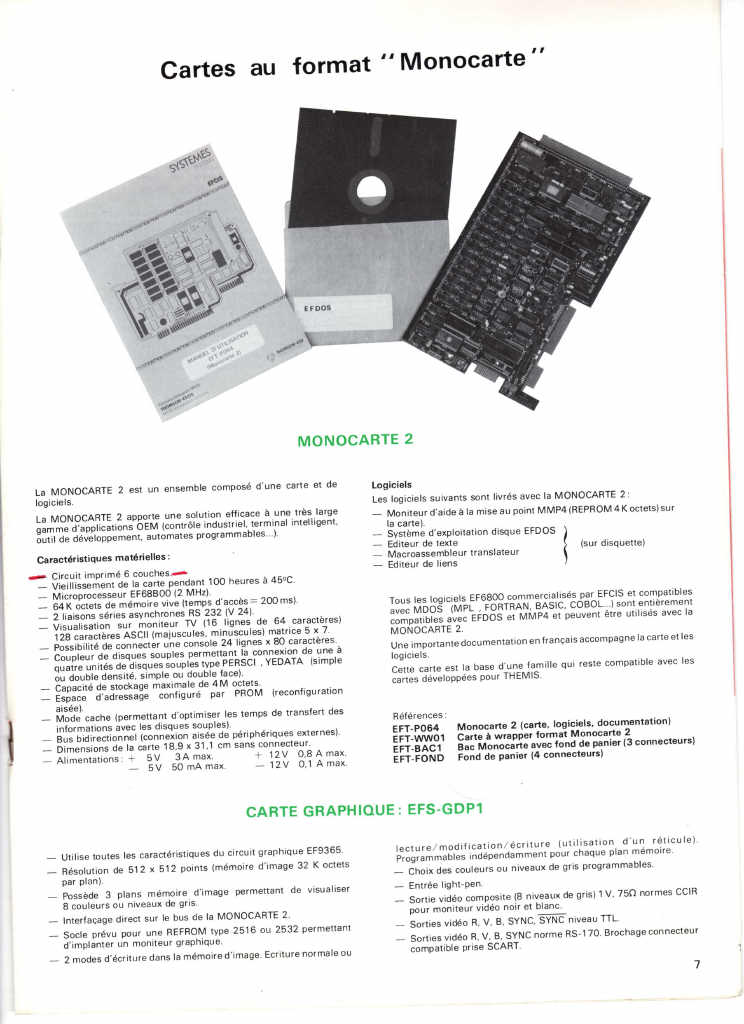 Cartes au format "Monocarte"
SYSTEMES
EFCIS
MANUEL D'UTILISATION
EFT P064
(Monocarte 2)
THOMSON-CSF
THOMSON-EFCIS
EFDOS
MONOCARTE 2
La MONOCARTE 2 est un ensemble composé d'une carte et de
logiciels.
La MONOCARTE 2 apporte une solution efficace à une très large
gamme d'applications OEM (contrôle industriel, terminal intelligent,
outil de développement, automates programmables...).
Caractéristiques matérielles :
— Circuit imprimé 6 couches.
— Vieillissement de la carte pendant 100 heures à 45°C.
— Microprocesseur EF68B00 (2 MHz).
— 64 K octets de mémoire vive (temps d'accès = 200 ms).
— 2 liaisons séries asynchrones RS 232 (V 24).
— Visualisation sur moniteur TV (16 lignes de 64 caractères)
128 caractères ASCII (majuscules, minuscules) matrice 5 x 7.
— Possibilité de connecter une console 24 lignes x 80 caractères.
— Coupleur de disques souples permettant la connexion de une à
quatre unités de disques souples type PERSCI , YEDATA (simple
ou double densité, simple ou double face).
— Capacité de stockage maximale de 4 M octets.
— Espace d'adressage configuré par PROM (reconfiguration
aisée).
— Mode cache (permettant d'optimiser les temps de transfert des
informations avec les disques souples).
— Bus bidirectionnel (connexion aisée de périphériques externes).
— Dimensions de la carte 18,9 x 31,1 cm sans connecteur.
— Alimentations : + 5 V 3 A max. + 12 V 0,8 A max.
— 5 V 50 mA max. — 12 V 0,1 A max.
Logiciels
Les logiciels suivants sont livrés avec la MONOCARTE 2 :
— Moniteur d'aide à la mise au point MMP4 (REPROM 4 K octets) sur
la carte).
— Système d'exploitation disque EFDOS
— Editeur de texte
— Macroassembleur translateur (sur disquette)
— Editeur de liens
Tous les logiciels EF6800 commercialisés par EFCIS et compatibles
avec MDOS (MPL , FORTRAN, BASIC, COBOL...) sont entièrement
compatibles avec EFDOS et MMP4 et peuvent être utilisés avec la
MONOCARTE 2.
Une importante documentation en français accompagne la carte et les
logiciels.
Cette carte est la base d'une famille qui reste compatible avec les
cartes développées pour THEMIS.
Références :
EFT-P064 Monocarte 2 (carte, logiciels, documentation)
EFT-WW01 Carte à wrapper format Monocarte 2
EFT-BAC1 Bac Monocarte avec fond de panier (3 connecteurs)
EFT-FOND Fond de panier (4 connecteurs)
CARTE GRAPHIQUE : EFS-GDP1
— Utilise toutes les caractéristiques du circuit graphique EF9365.
— Résolution de 512 x 512 points (mémoire d'image 32 K octets
par plan).
— Possède 3 plans mémoire d'image permettant de visualiser
8 couleurs ou niveaux de gris.
— Interfaçage direct sur le bus de la MONOCARTE 2.
— Socle prévu pour une REFROM type 2516 ou 2532 permettant
d'implanter un moniteur graphique.
— 2 modes d'écriture dans la mémoire d'image. Ecriture normale ou
lecture/modification/écriture (utilisation d'un réticule).
Programmables indépendamment pour chaque plan mémoire.
— Choix des couleurs ou niveaux de gris programmables.
— Entrée light-pen.
— Sortie vidéo composite (8 niveaux de gris) 1 V, 75Ω normes CCIR
pour moniteur vidéo noir et blanc.
— Sorties vidéo R, V, B, SYNC, S̅Y̅N̅C̅ niveau TTL.
— Sorties vidéo R, V, B, SYNC norme RS-170. Brochage connecteur
compatible prise SCART.
7